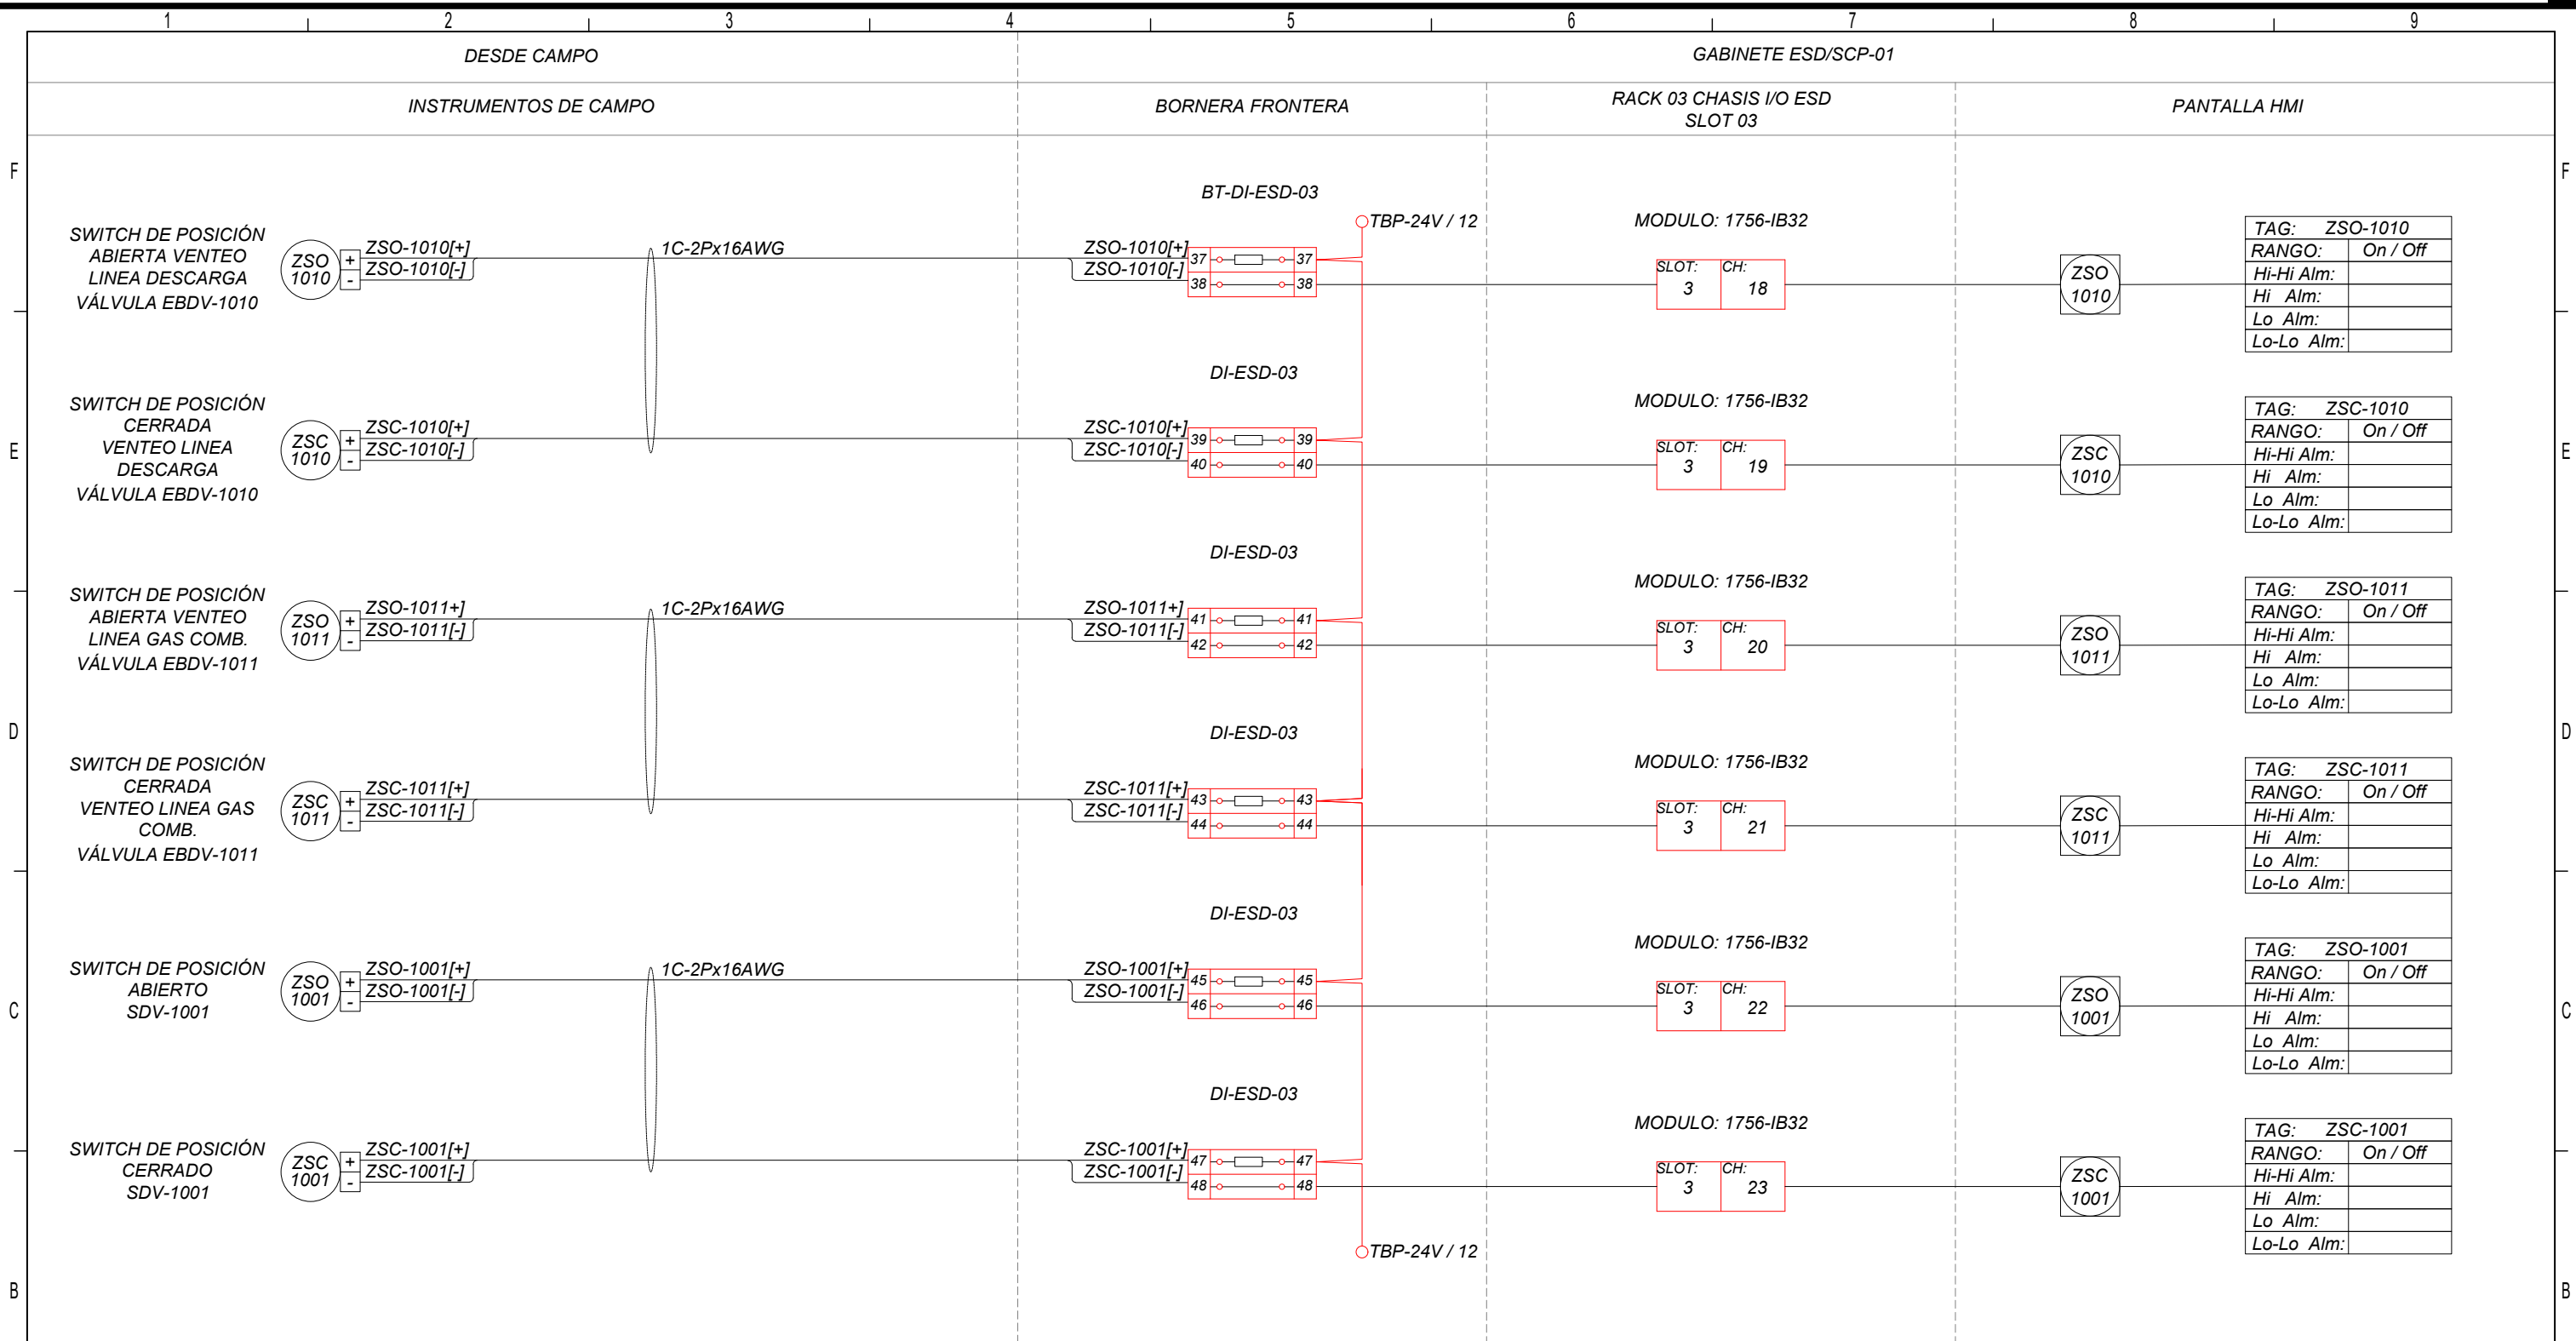 1 2 3 4 5 6 7 8 9
DESDE CAMPO
GABINETE ESD/SCP-01
INSTRUMENTOS DE CAMPO
BORNERA FRONTERA
RACK 03 CHASIS I/O ESD
SLOT 03
PANTALLA HMI
F
F
BT-DI-ESD-03
TBP-24V / 12
SWITCH DE POSICIÓN
ABIERTA VENTEO
LINEA DESCARGA
VÁLVULA EBDV-1010
ZSO
1010
+
-
ZSO-1010[+]
ZSO-1010[-]
1C-2Px16AWG
ZSO-1010[+]
ZSO-1010[-]
37 37
38 38
MODULO: 1756-IB32
SLOT: CH:
3 18
ZSO
1010
TAG: ZSO-1010
RANGO: On / Off
Hi-Hi Alm:
Hi Alm:
Lo Alm:
Lo-Lo Alm:
E
E
DI-ESD-03
SWITCH DE POSICIÓN
CERRADA
VENTEO LINEA
DESCARGA
VÁLVULA EBDV-1010
ZSC
1010
+
-
ZSC-1010[+]
ZSC-1010[-]
ZSC-1010[+]
ZSC-1010[-]
39 39
40 40
MODULO: 1756-IB32
SLOT: CH:
3 19
ZSC
1010
TAG: ZSC-1010
RANGO: On / Off
Hi-Hi Alm:
Hi Alm:
Lo Alm:
Lo-Lo Alm:
DI-ESD-03
SWITCH DE POSICIÓN
ABIERTA VENTEO
LINEA GAS COMB.
VÁLVULA EBDV-1011
ZSO
1011
+
-
ZSO-1011+]
ZSO-1011[-]
1C-2Px16AWG
ZSO-1011+]
ZSO-1011[-]
41 41
42 42
MODULO: 1756-IB32
SLOT: CH:
3 20
ZSO
1011
TAG: ZSO-1011
RANGO: On / Off
Hi-Hi Alm:
Hi Alm:
Lo Alm:
Lo-Lo Alm:
D
D
DI-ESD-03
SWITCH DE POSICIÓN
CERRADA
VENTEO LINEA GAS
COMB.
VÁLVULA EBDV-1011
ZSC
1011
+
-
ZSC-1011[+]
ZSC-1011[-]
ZSC-1011[+]
ZSC-1011[-]
43 43
44 44
MODULO: 1756-IB32
SLOT: CH:
3 21
ZSC
1011
TAG: ZSC-1011
RANGO: On / Off
Hi-Hi Alm:
Hi Alm:
Lo Alm:
Lo-Lo Alm:
DI-ESD-03
SWITCH DE POSICIÓN
ABIERTO
SDV-1001
ZSO
1001
+
-
ZSO-1001[+]
ZSO-1001[-]
1C-2Px16AWG
ZSO-1001[+]
ZSO-1001[-]
45 45
46 46
MODULO: 1756-IB32
SLOT: CH:
3 22
ZSO
1001
TAG: ZSO-1001
RANGO: On / Off
Hi-Hi Alm:
Hi Alm:
Lo Alm:
Lo-Lo Alm:
C
C
DI-ESD-03
SWITCH DE POSICIÓN
CERRADO
SDV-1001
ZSC
1001
+
-
ZSC-1001[+]
ZSC-1001[-]
ZSC-1001[+]
ZSC-1001[-]
47 47
48 48
MODULO: 1756-IB32
SLOT: CH:
3 23
ZSC
1001
TAG: ZSC-1001
RANGO: On / Off
Hi-Hi Alm:
Hi Alm:
Lo Alm:
Lo-Lo Alm:
TBP-24V / 12
B
B